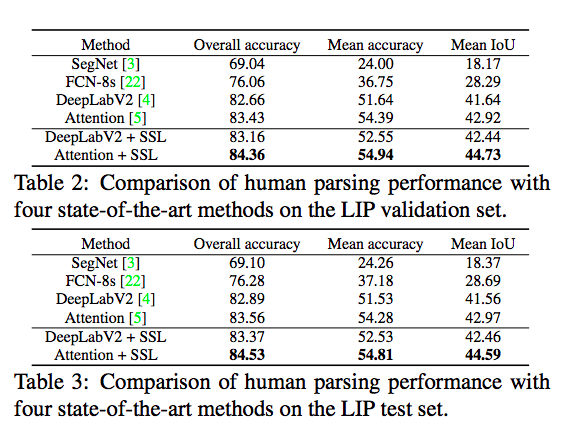 Method Overall accuracy Mean accuracy Mean IoU
SegNet [3] 69.04 24.00 18.17
FCN-8s [22] 76.06 36.75 28.29
DeepLabV2 [4] 82.66 51.64 41.64
Attention [5] 83.43 54.39 42.92
DeepLabV2 + SSL 83.16 52.55 42.44
Attention + SSL 84.36 54.94 44.73
Table 2: Comparison of human parsing performance with
four state-of-the-art methods on the LIP validation set.
Method Overall accuracy Mean accuracy Mean IoU
SegNet [3] 69.10 24.26 18.37
FCN-8s [22] 76.28 37.18 28.69
DeepLabV2 [4] 82.89 51.53 41.56
Attention [5] 83.56 54.28 42.97
DeepLabV2 + SSL 83.37 52.53 42.46
Attention + SSL 84.53 54.81 44.59
Table 3: Comparison of human parsing performance with
four state-of-the-art methods on the LIP test set.